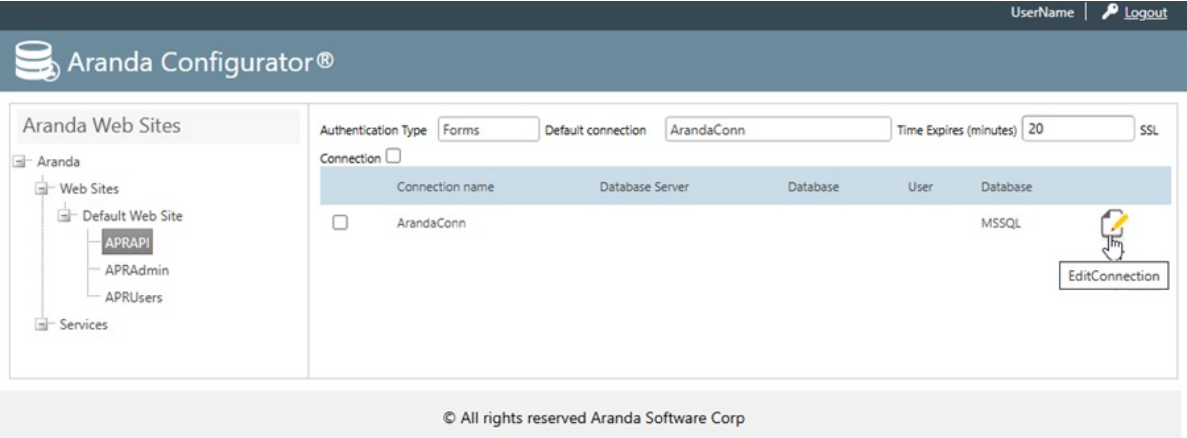 UserName | Logout
Aranda Configurator®
Aranda Web Sites
Aranda
Web Sites
Default Web Site
APRAPI
APRAdmin
APRUsers
Services
Authentication Type Forms Default connection ArandaConn Time Expires (minutes) 20 SSL
Connection
Connection name Database Server Database User Database
ArandaConn MSSQL
EditConnection
© All rights reserved Aranda Software Corp